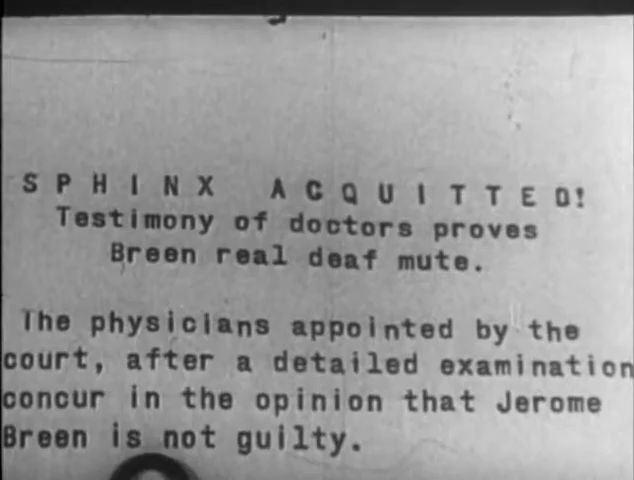 SPHINX ACQUITTED!
Testimony of doctors proves
Breen real deaf mute.
The physicians appointed by the
court, after a detailed examination
concur in the opinion that Jerome
Breen is not guilty.